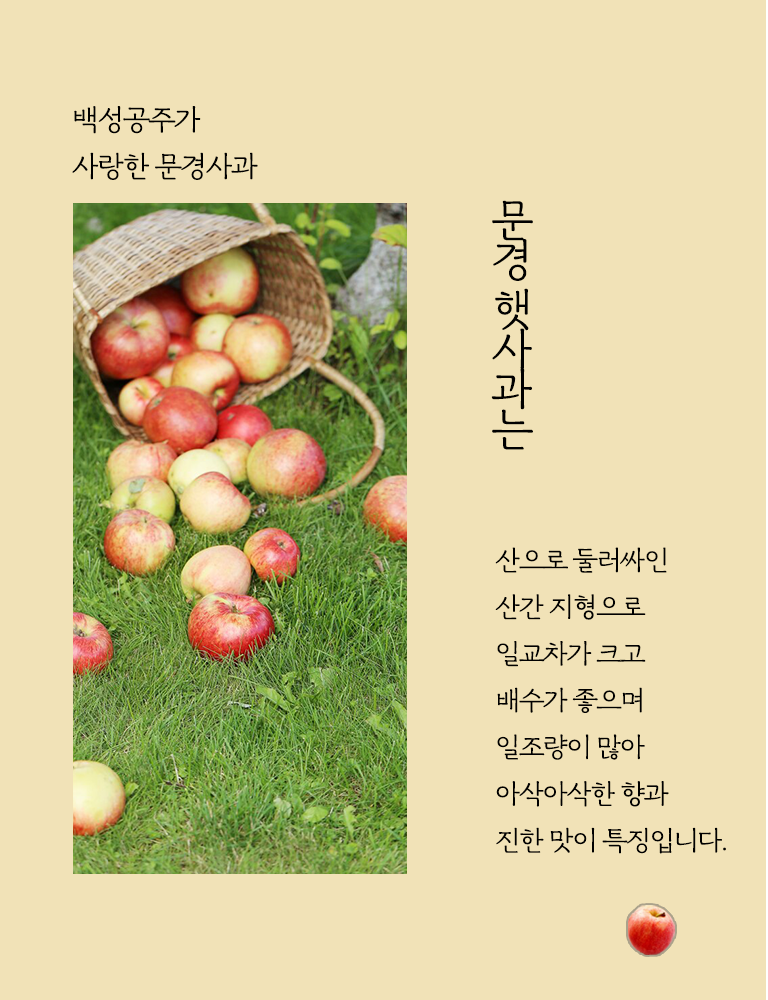 백성공주가
사랑한 문경사과
문경 햇사과는
산으로 둘러싸인
산간 지형으로
일교차가 크고
배수가 좋으며
일조량이 많아
아삭아삭한 향과
진한 맛이 특징입니다.